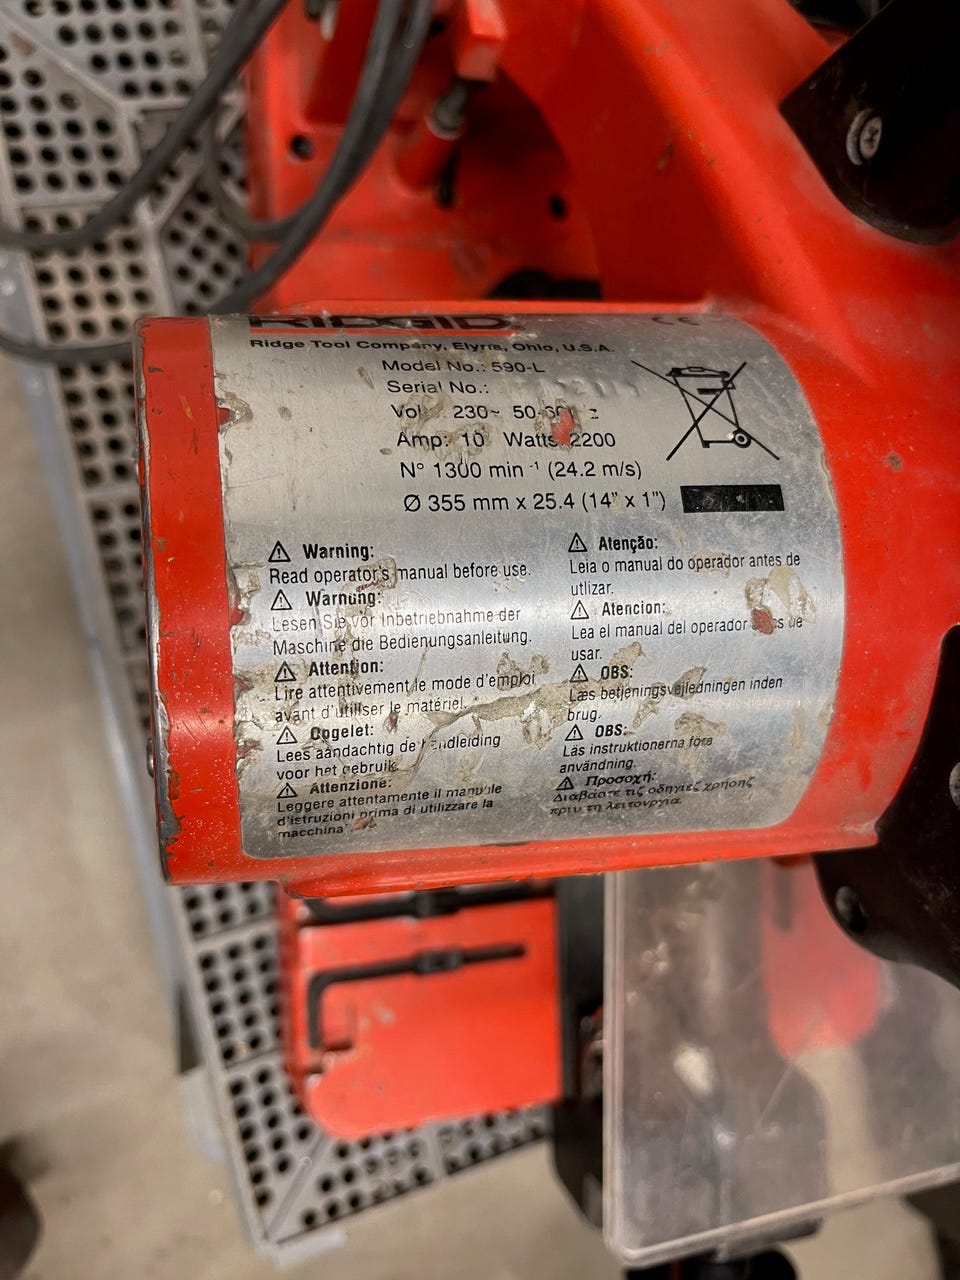 RIDGID
Ridge Tool Company, Elyria, Ohio, U.S.A.
Model No.: 590-L
Serial No.:
230~ 50-60
Amp: 10 Watts 2200
N° 1300 min -1 (24.2 m/s)
Ø 355 mm x 25.4 (14" x 1")
Warning:
Read operator's manual before use.
Warnung:
Lesen Sie vor Inbetriebnahme der
Maschine die Bedienungsanleitung.
Attention:
Lire attentivement le mode d'emploi
avant d'utiliser le matériel.
Opgelet:
Lees aandachtig de handleiding
voor het gebruik.
Attenzione:
Leggere attentamente il manuale
d'istruzioni prima di utilizzare la
macchina
Atenção:
Leia o manual do operador antes de
utlizar.
Atencion:
Lea el manual del operador de
usar.
OBS:
Læs betjeningsvejledningen inden
brug.
OBS:
Läs instruktionerna före
användning.
Προσοχή:
Διαβάστε τις οδηγίες χρήσης
πριν τη λειτουργία.
CE